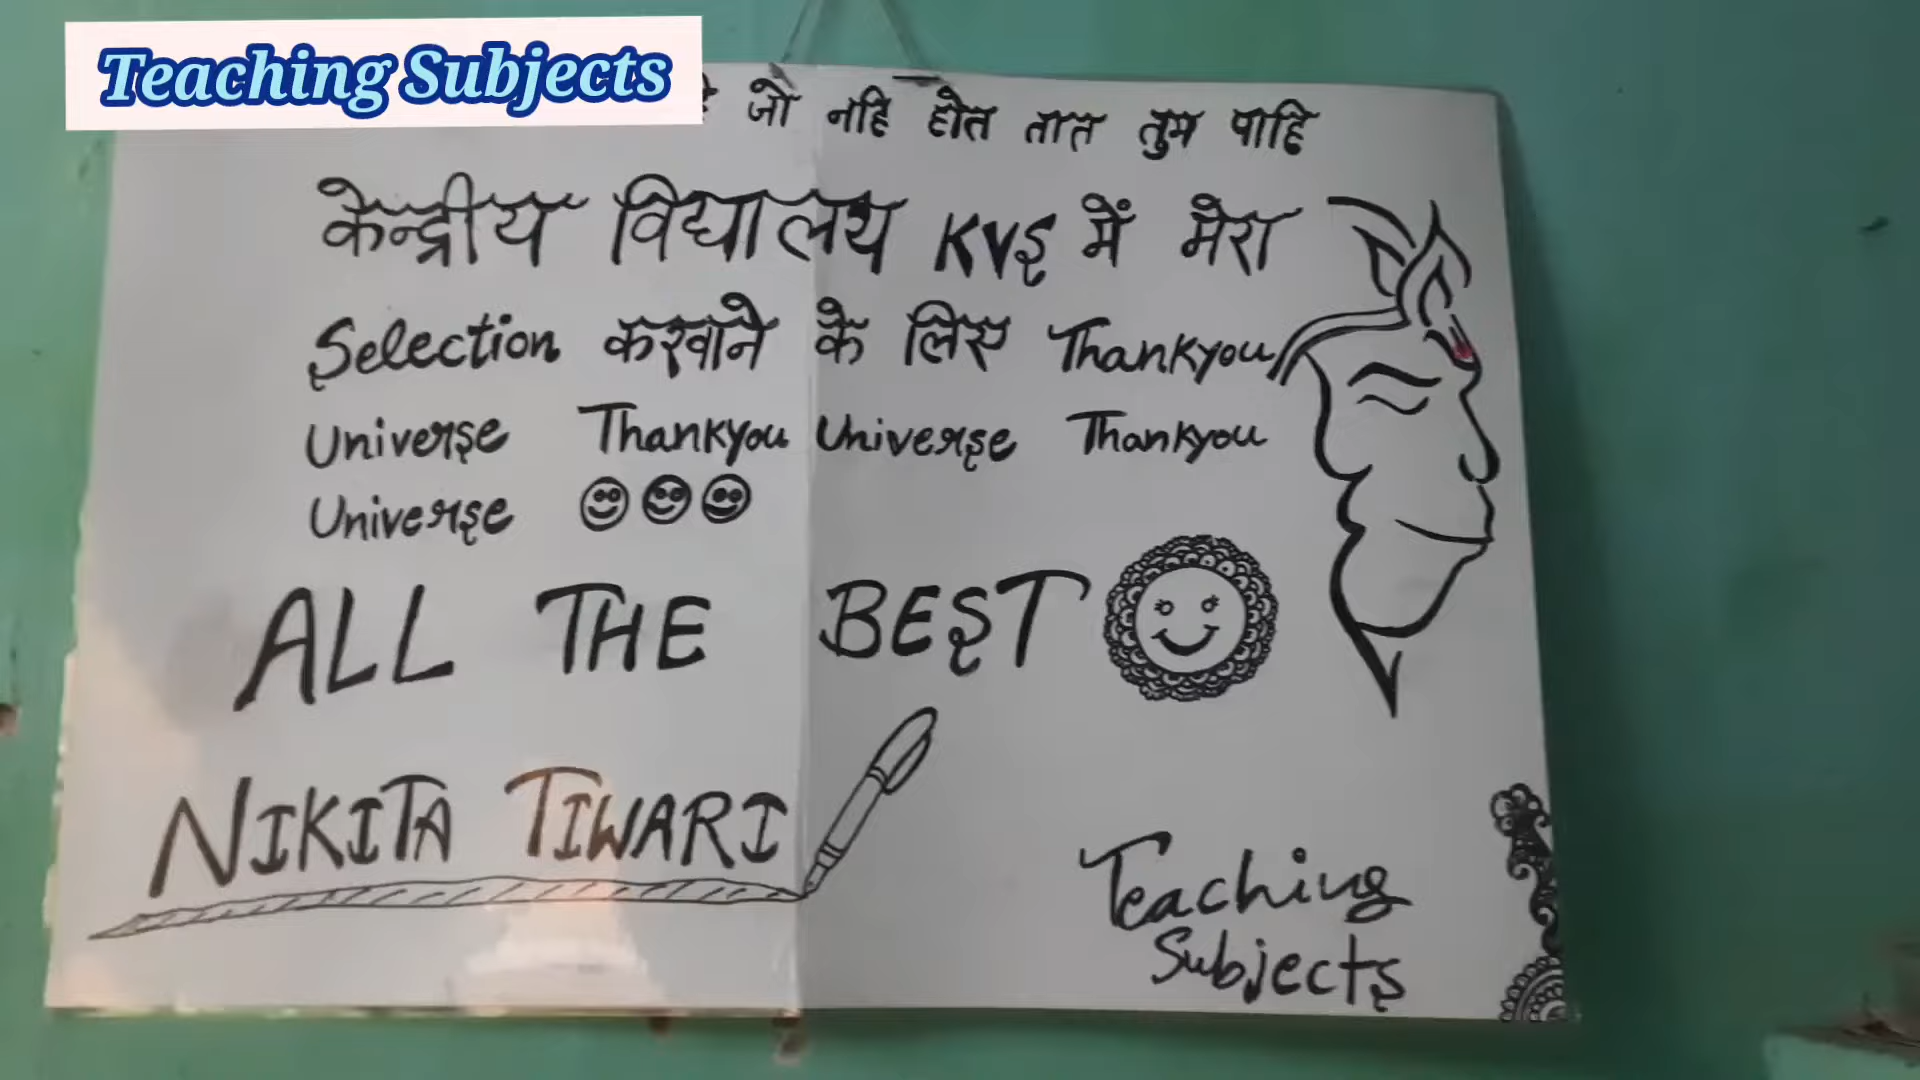 Teaching Subjects
जो नहि होत तात तुम पाहि
केन्द्रीय विद्यालय KVS में मेरा
Selection करवाने के लिए Thankyou
Universe Thankyou Universe Thankyou
Universe
ALL THE BEST
NIKITA TIWARI
Teaching
Subjects